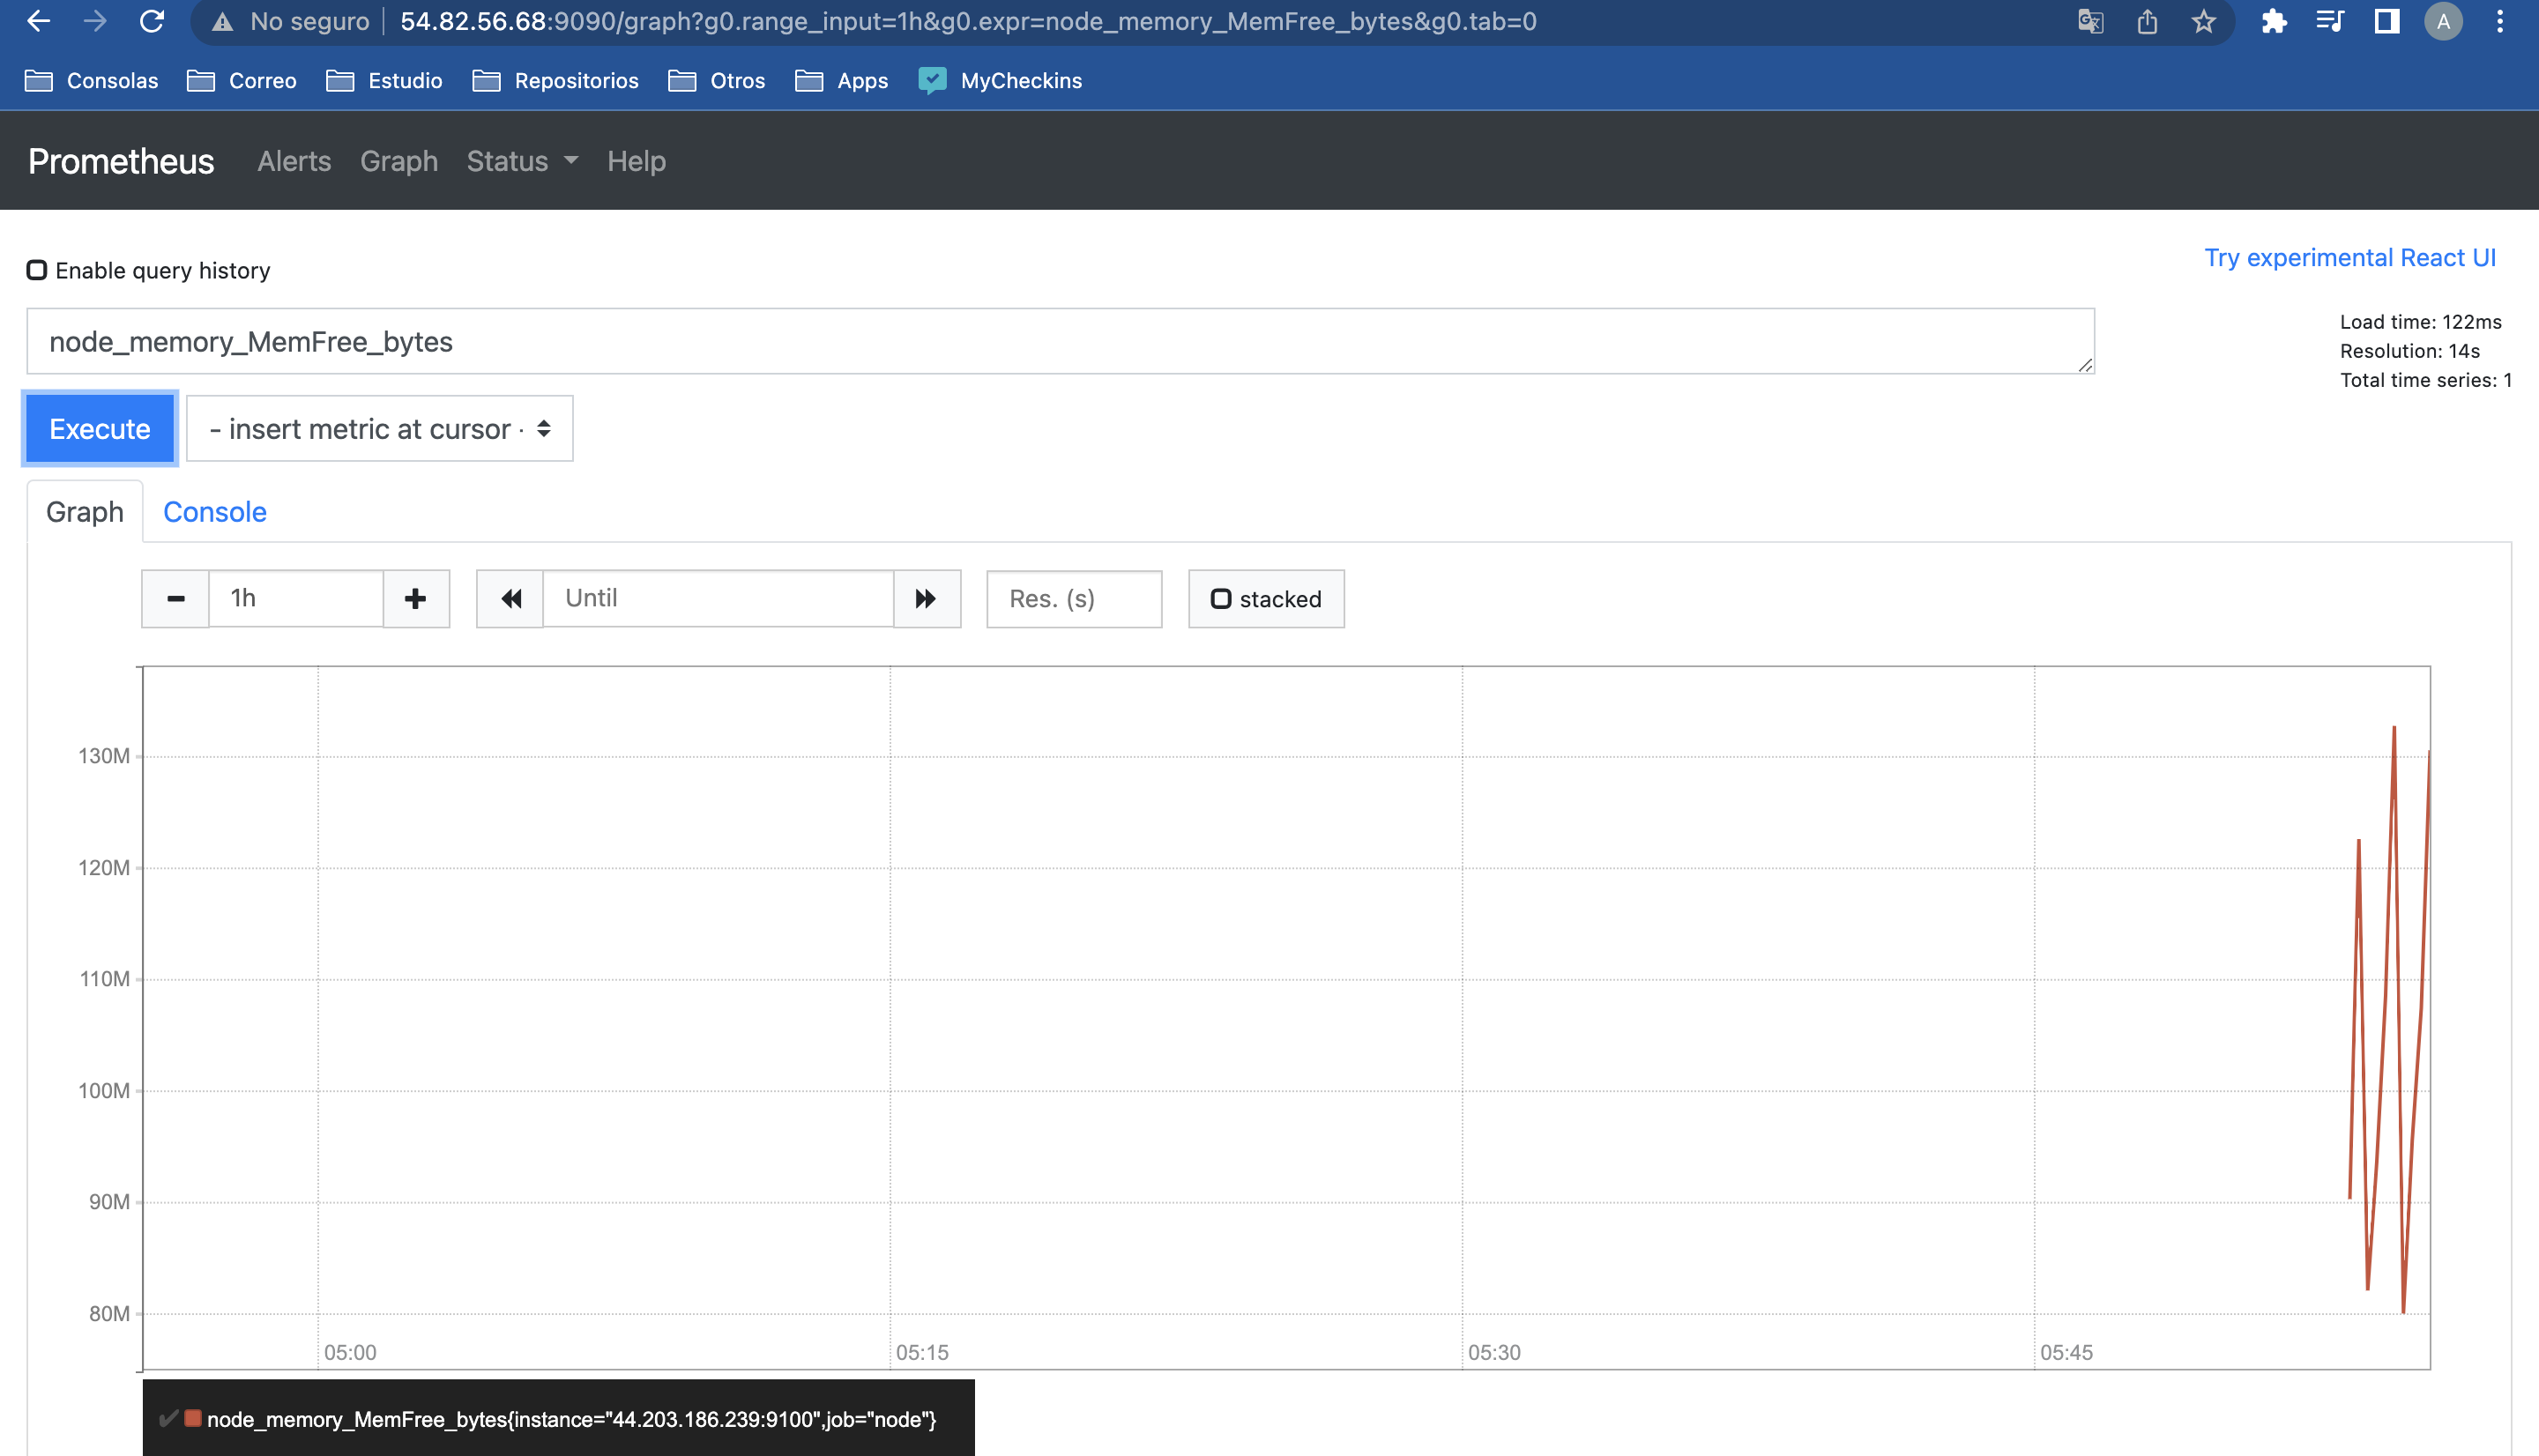 No seguro 54.82.56.68:9090/graph?g0.range_input=1h&g0.expr=node_memory_MemFree_bytes&g0.tab=0
A
Consolas Correo Estudio Repositorios Otros Apps MyCheckins
Prometheus Alerts Graph Status Help
Try experimental React UI
Enable query history
node_memory_MemFree_bytes
Load time: 122ms
Resolution: 14s
Total time series: 1
Execute - insert metric at cursor -
Graph Console
1h Until Res. (s) stacked
130M
120M
110M
100M
90M
80M
05:00 05:15 05:30 05:45
node_memory_MemFree_bytes{instance="44.203.186.239:9100",job="node"}